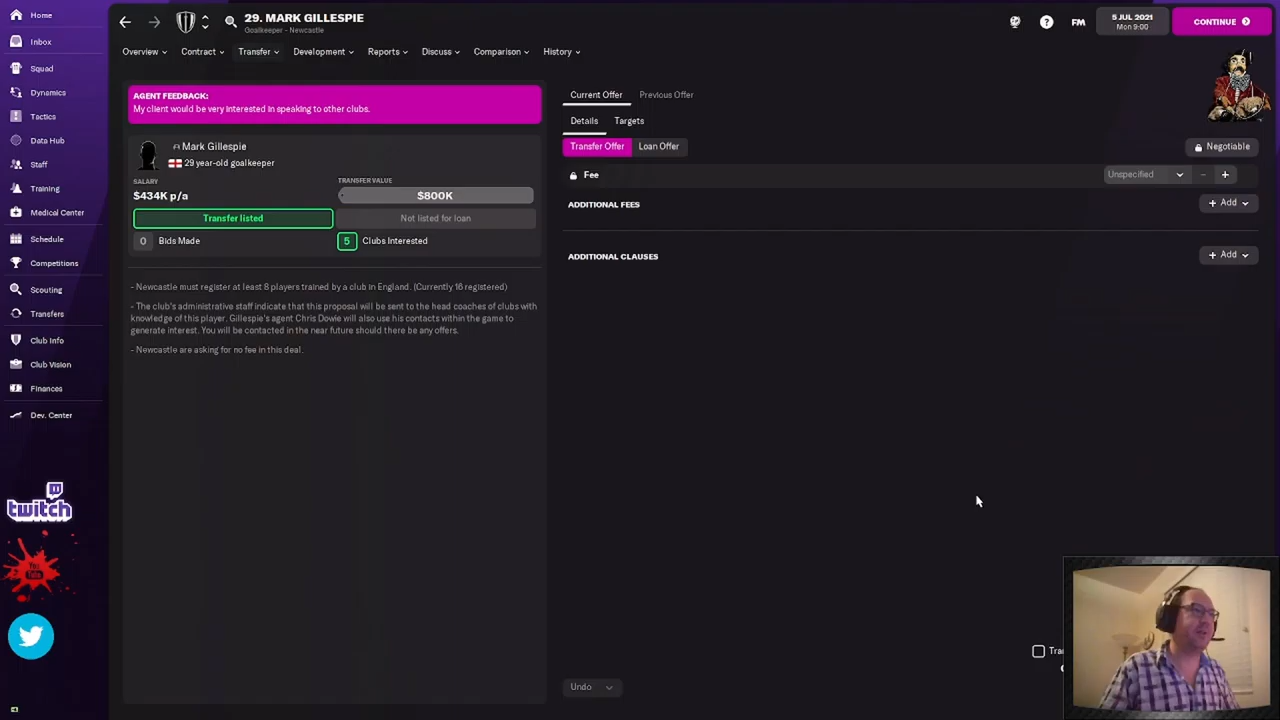 Home
Inbox
Squad
Dynamics
Tactics
Data Hub
Staff
Training
Medical Center
Schedule
Competitions
Scouting
Transfers
Club Info
Club Vision
Finances
Dev. Center
twitch
You
Tube
29. MARK GILLESPIE
Goalkeeper - Newcastle
FM
5 JUL 2021
Mon 9:00
CONTINUE
Overview Contract Transfer Development Reports Discuss Comparison History
AGENT FEEDBACK:
My client would be very interested in speaking to other clubs.
Mark Gillespie
29 year-old goalkeeper
SALARY
$434K p/a
TRANSFER VALUE
$800K
Transfer listed
Not listed for loan
0 Bids Made
5 Clubs Interested
- Newcastle must register at least 8 players trained by a club in England. (Currently 16 registered)
- The club's administrative staff indicate that this proposal will be sent to the head coaches of clubs with
knowledge of this player. Gillespie's agent Chris Dowie will also use his contacts within the game to
generate interest. You will be contacted in the near future should there be any offers.
- Newcastle are asking for no fee in this deal.
Current Offer Previous Offer
Details Targets
Transfer Offer Loan Offer
Negotiable
Fee
Unspecified
ADDITIONAL FEES
+ Add
ADDITIONAL CLAUSES
+ Add
Undo